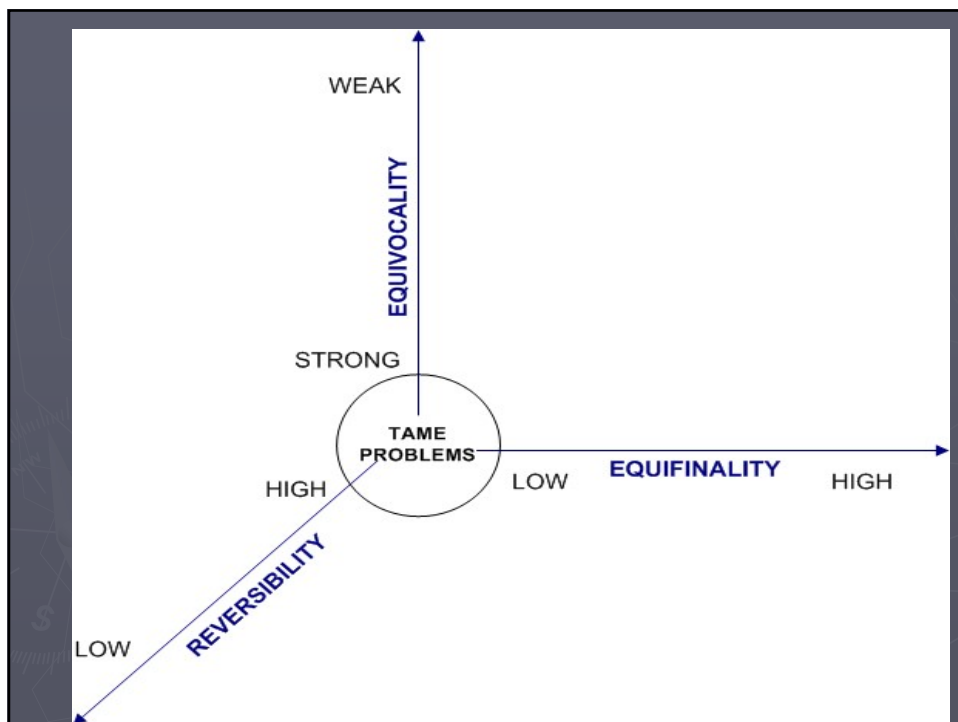 WEAK
EQUIVOCALITY
STRONG
TAME
PROBLEMS
HIGH
LOW
EQUIFINALITY
HIGH
REVERSIBILITY
LOW
S